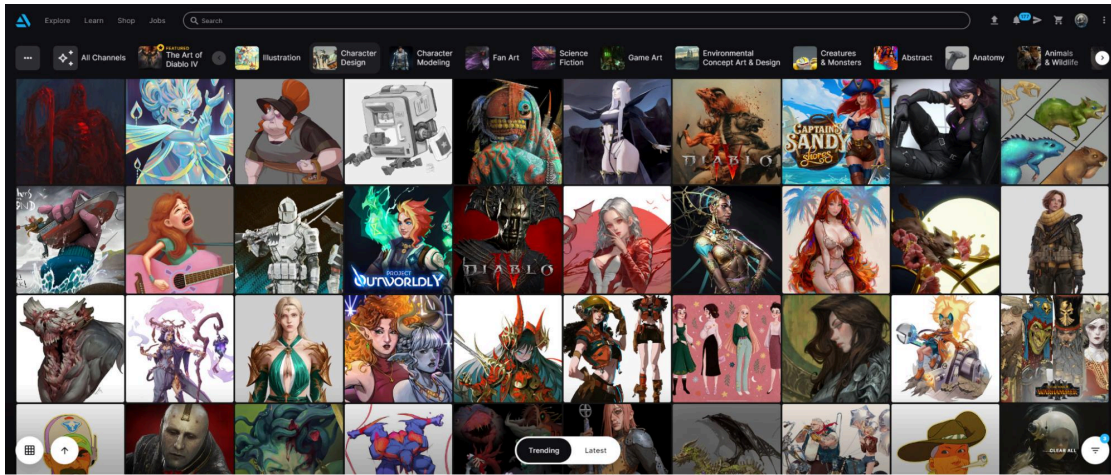 Explore Learn Shop Jobs Search 177
FEATURED
The Art of
Diablo IV
All Channels
Illustration
Character
Design
Character
Modeling
Fan Art
Science
Fiction
Game Art
Environmental
Concept Art & Design
Creatures
& Monsters
Abstract
Anatomy
Animals
& Wildlife
DIABLO
CAPTAIN
SANDY
Shores
PROJECT
OUTWORLDLY
DIABLO
WARHAMMER
Trending Latest
CLEAR ALL